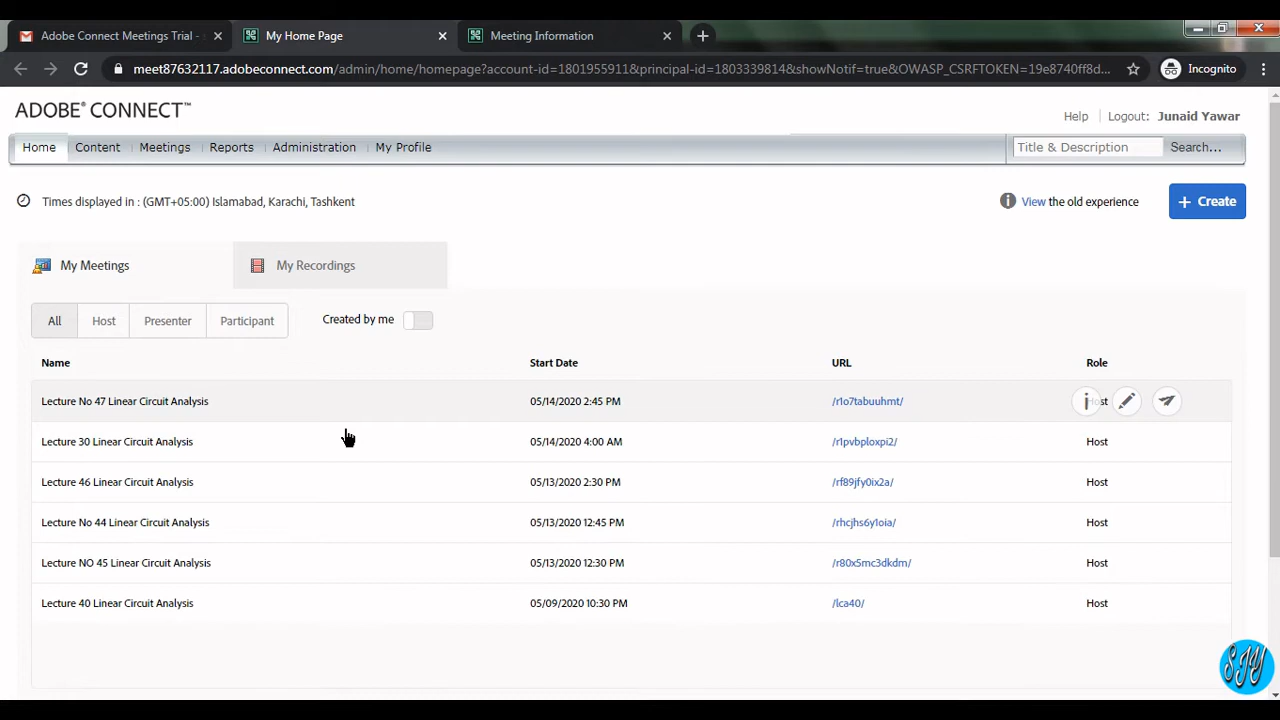 Adobe Connect Meetings Trial -
My Home Page
Meeting Information
meet87632117.adobeconnect.com/admin/home/homepage?account-id=1801955911&principal-id=1803339814&showNotif=true&OWASP_CSRFTOKEN=19e8740ff8d...
Incognito
ADOBE® CONNECT™
Help Logout: Junaid Yawar
Home Content Meetings Reports Administration My Profile
Title & Description Search...
Times displayed in : (GMT+05:00) Islamabad, Karachi, Tashkent
View the old experience
+ Create
My Meetings
My Recordings
All Host Presenter Participant
Created by me
Name Start Date URL Role
Lecture No 47 Linear Circuit Analysis 05/14/2020 2:45 PM /r1o7tabuuhmt/
Lecture 30 Linear Circuit Analysis 05/14/2020 4:00 AM /r1pvbploxpi2/ Host
Lecture 46 Linear Circuit Analysis 05/13/2020 2:30 PM /rf89jfy0ix2a/ Host
Lecture No 44 Linear Circuit Analysis 05/13/2020 12:45 PM /rhcjhs6y1oia/ Host
Lecture NO 45 Linear Circuit Analysis 05/13/2020 12:30 PM /r80x5mc3dkdm/ Host
Lecture 40 Linear Circuit Analysis 05/09/2020 10:30 PM /lca40/ Host
SJY